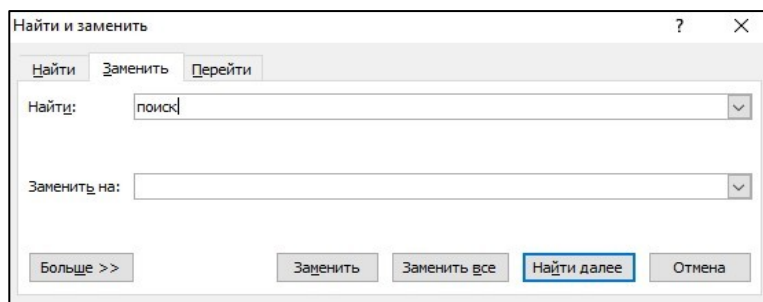 Найти и заменить ?
Найти Заменить Перейти
Найти: поиск
Заменить на:
Больше >> Заменить Заменить все Найти далее Отмена